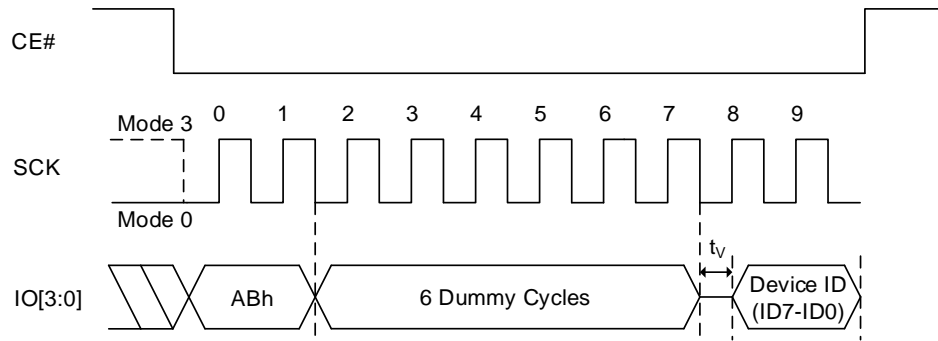 CE#
0 1 2 3 4 5 6 7 8 9
Mode 3
SCK
Mode 0
tV
IO[3:0]
ABh
6 Dummy Cycles
Device ID
(ID7-ID0)